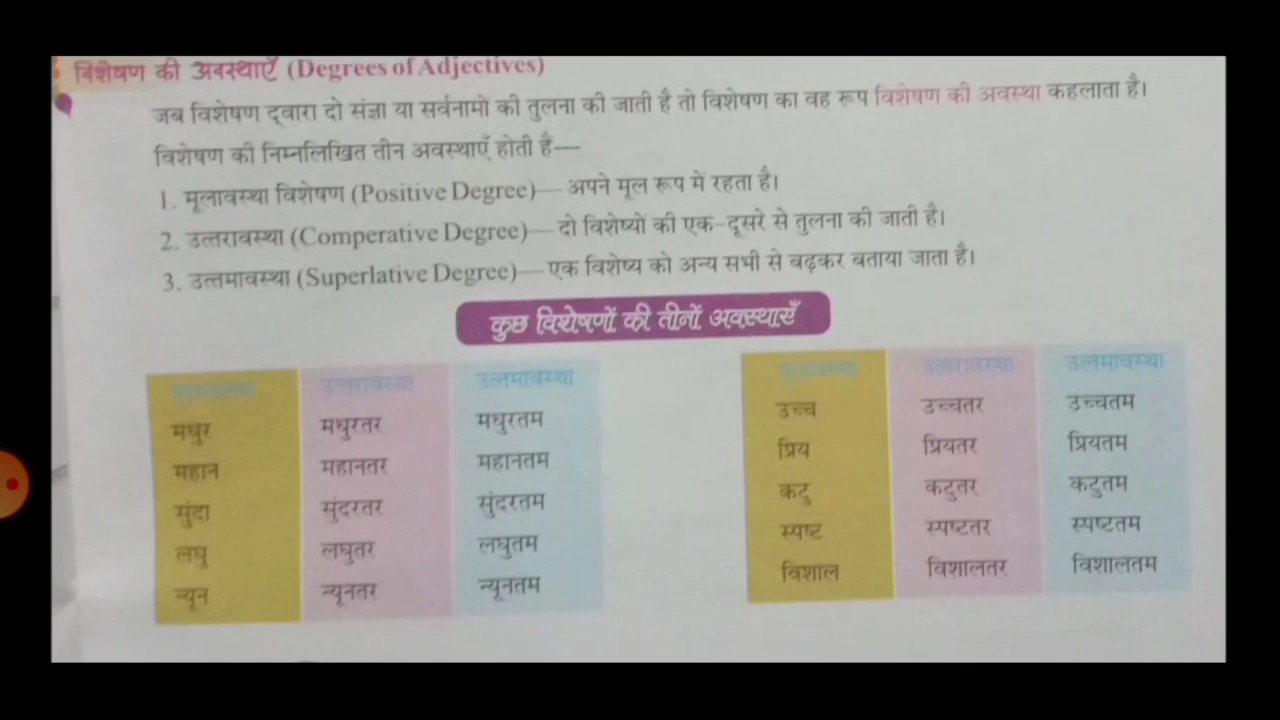 विशेषण की अवस्थाएँ (Degrees of Adjectives)
जब विशेषण द्वारा दो संज्ञा या सर्वनामों की तुलना की जाती है तो विशेषण का वह रूप विशेषण की अवस्था कहलाता है।
विशेषण की निम्नलिखित तीन अवस्थाएँ होती है—
1. मूलावस्था विशेषण (Positive Degree)— अपने मूल रूप में रहता है।
2. उत्तरावस्था (Comperative Degree)— दो विशेष्यों की एक-दूसरे से तुलना की जाती है।
3. उत्तमावस्था (Superlative Degree)— एक विशेष्य को अन्य सभी से बढ़कर बताया जाता है।
कुछ विशेषणों की तीनों अवस्थाएँ
मूलावस्था उत्तरावस्था उत्तमावस्था
मधुर मधुरतर मधुरतम
महान महानतर महानतम
सुंदा सुंदरतर सुंदरतम
लघु लघुतर लघुतम
न्यून न्यूनतर न्यूनतम
मूलावस्था उत्तरावस्था उत्तमावस्था
उच्च उच्चतर उच्चतम
प्रिय प्रियतर प्रियतम
कटु कटुतर कटुतम
स्पष्ट स्पष्टतर स्पष्टतम
विशाल विशालतर विशालतम